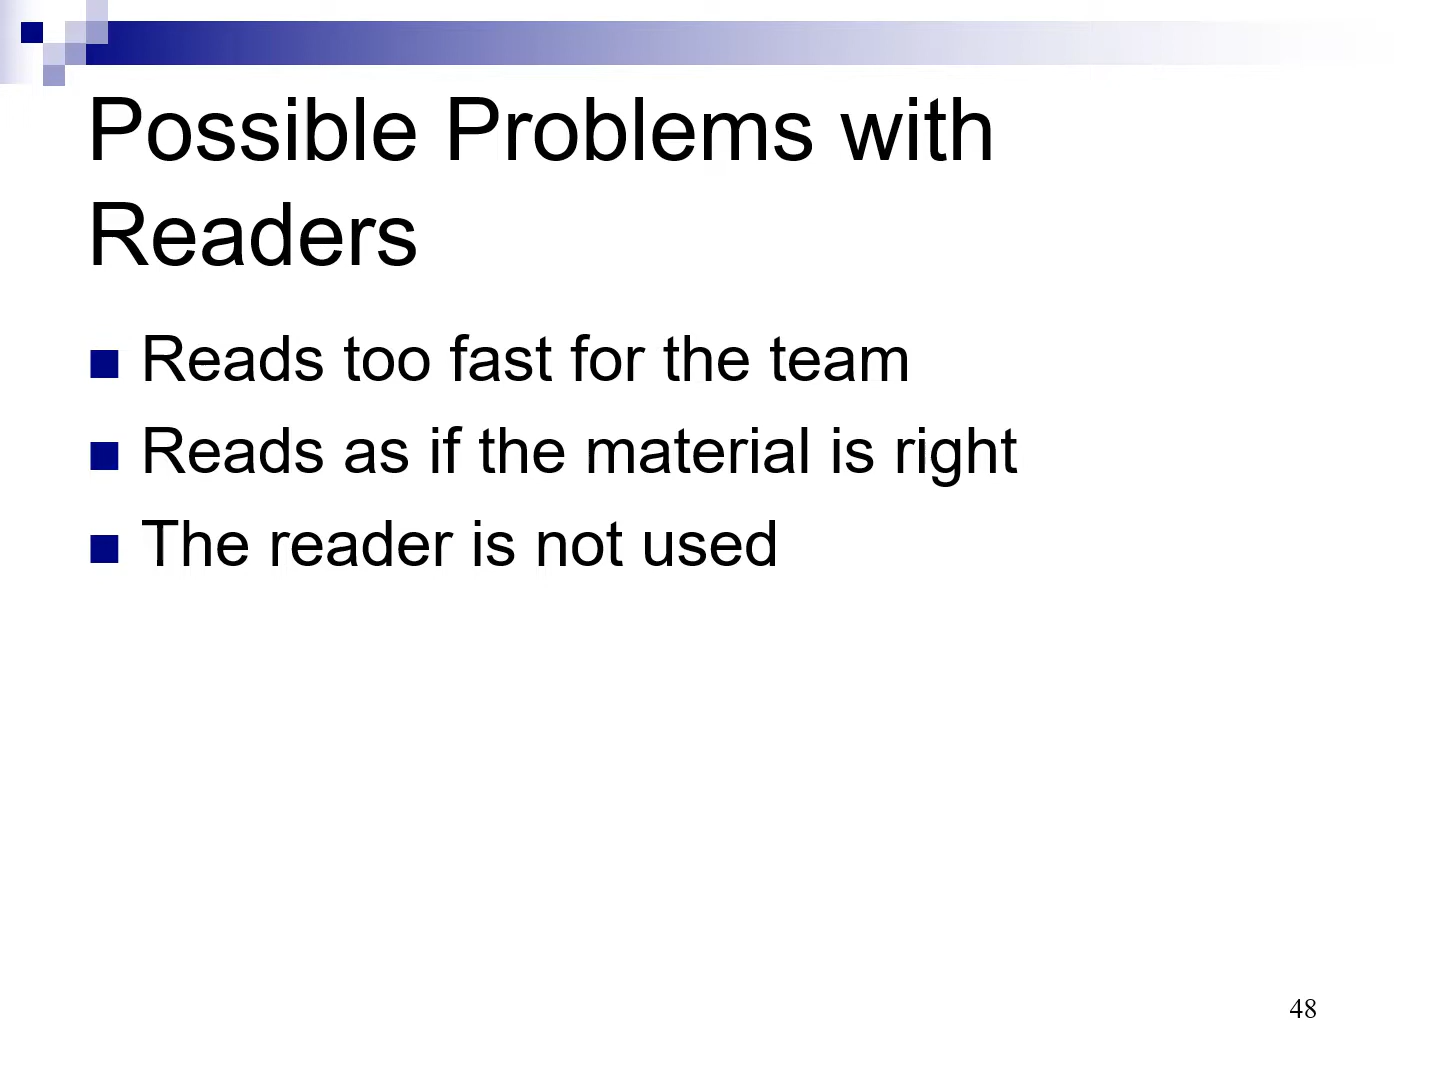 Possible Problems with
Readers
Reads too fast for the team
Reads as if the material is right
The reader is not used
48